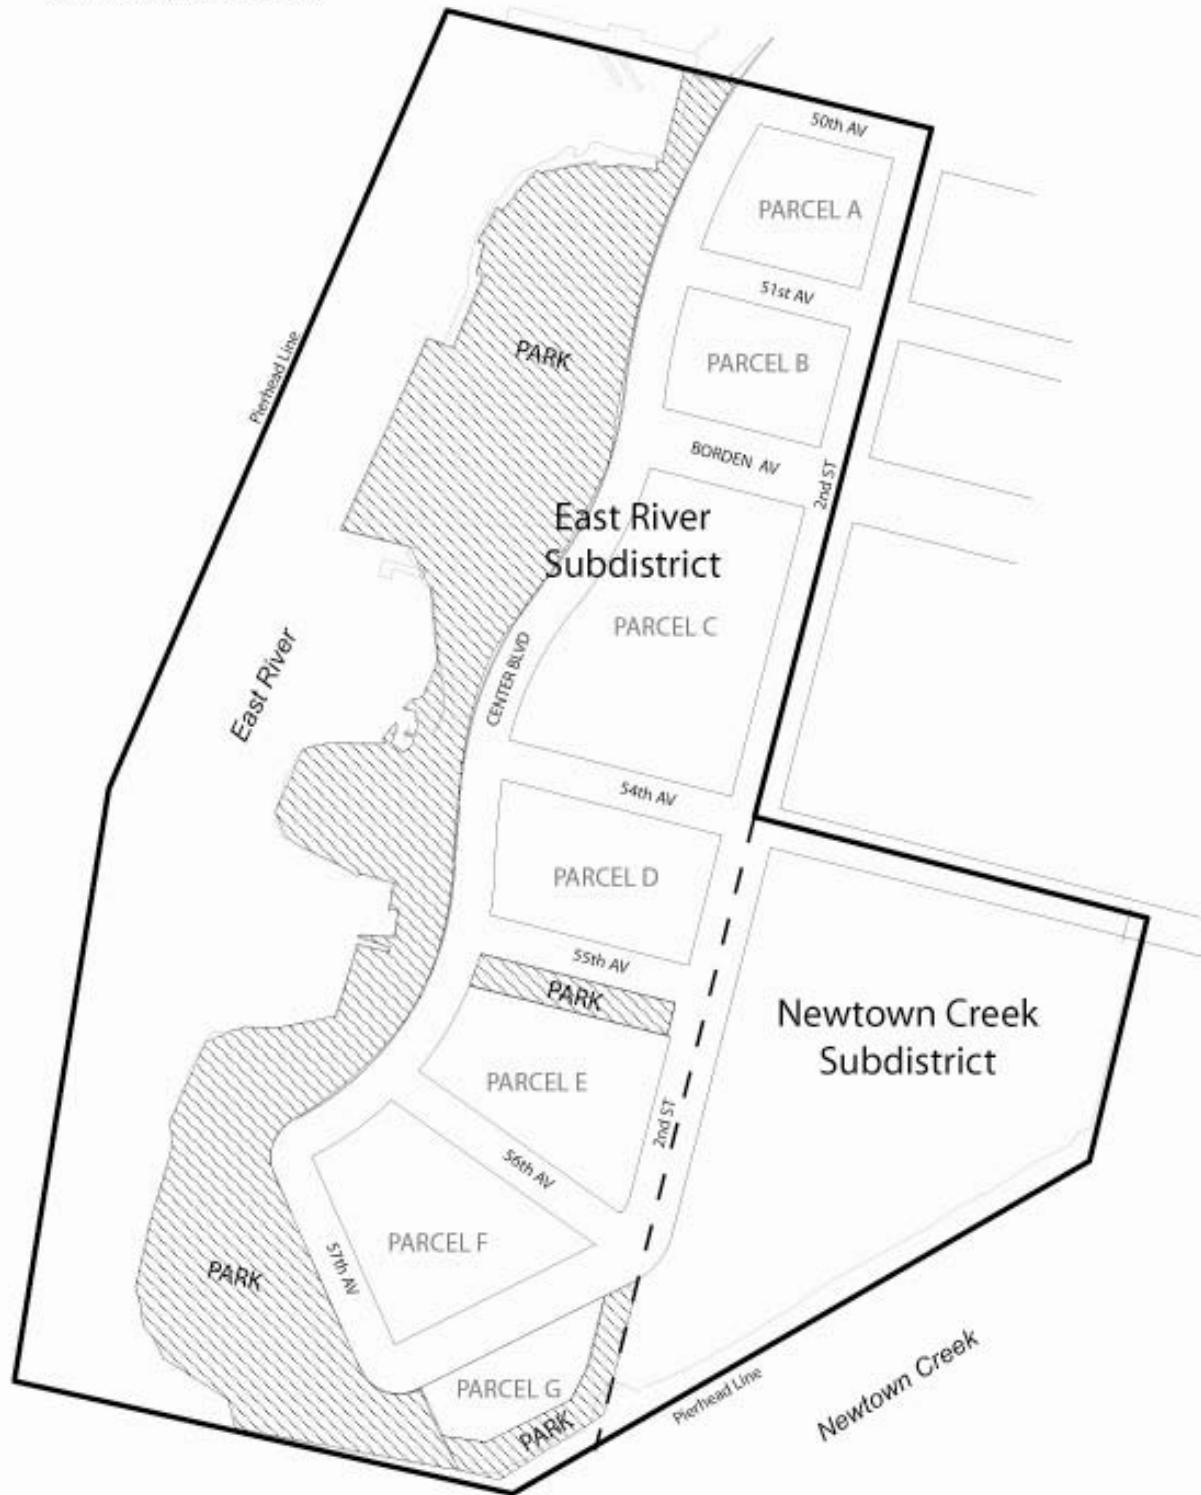 50th AV
PARCEL A
51st AV
PARK
PARCEL B
Pierhead Line
BORDEN AV
2nd ST
East River
Subdistrict
PARCEL C
East River
CENTER BLVD
54th AV
PARCEL D
55th AV
PARK
Newtown Creek
Subdistrict
PARCEL E
2nd ST
56th AV
PARCEL F
57th AV
PARK
PARCEL G
PARK
Pierhead Line
Newtown Creek